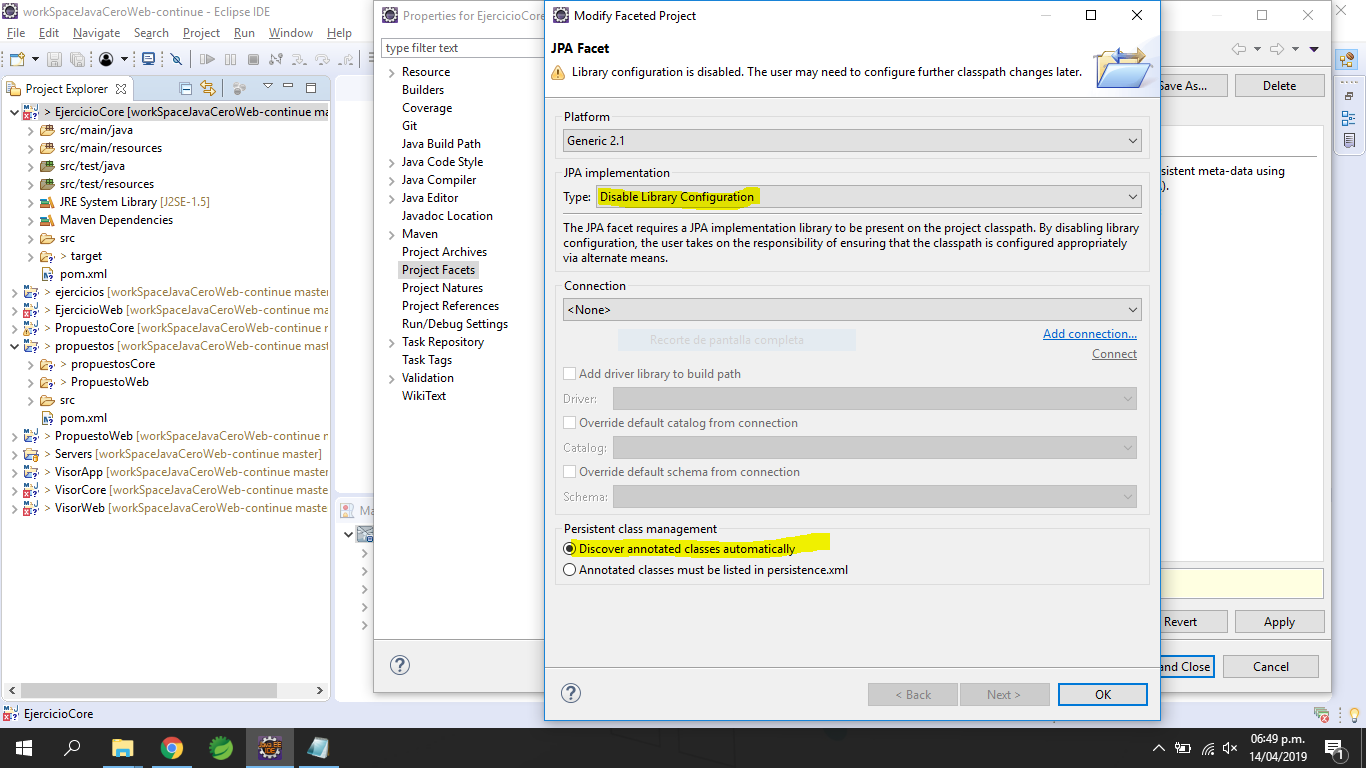 workSpaceJavaCeroWeb-continue - Eclipse IDE
File Edit Navigate Search Project Run Window Help
Project Explorer
> EjercicioCore [workSpaceJavaCeroWeb-continue ma
src/main/java
src/main/resources
src/test/java
src/test/resources
JRE System Library [J2SE-1.5]
Maven Dependencies
src
> target
pom.xml
> ejercicios [workSpaceJavaCeroWeb-continue master
> EjercicioWeb [workSpaceJavaCeroWeb-continue m
> PropuestoCore [workSpaceJavaCeroWeb-continue
> propuestos [workSpaceJavaCeroWeb-continue mast
> propuestosCore
> PropuestoWeb
src
pom.xml
> PropuestoWeb [workSpaceJavaCeroWeb-continue r
> Servers [workSpaceJavaCeroWeb-continue master]
> VisorApp [workSpaceJavaCeroWeb-continue master
> VisorCore [workSpaceJavaCeroWeb-continue maste
> VisorWeb [workSpaceJavaCeroWeb-continue maste
EjercicioCore
Ma
Properties for EjercicioCore
type filter text
Resource
Builders
Coverage
Git
Java Build Path
Java Code Style
Java Compiler
Java Editor
Javadoc Location
Maven
Project Archives
Project Facets
Project Natures
Project References
Run/Debug Settings
Task Repository
Task Tags
Validation
WikiText
Modify Faceted Project
JPA Facet
Library configuration is disabled. The user may need to configure further classpath changes later.
Platform
Generic 2.1
JPA implementation
Type: Disable Library Configuration
The JPA facet requires a JPA implementation library to be present on the project classpath. By disabling library
configuration, the user takes on the responsibility of ensuring that the classpath is configured appropriately
via alternate means.
Connection
<None>
Recorte de pantalla completa
Add connection...
Connect
Add driver library to build path
Driver:
Override default catalog from connection
Catalog:
Override default schema from connection
Schema:
Persistent class management
Discover annotated classes automatically
Annotated classes must be listed in persistence.xml
< Back Next > OK
ave As... Delete
sistent meta-data using
).
Revert Apply
and Close Cancel
06:49 p.m.
14/04/2019
1